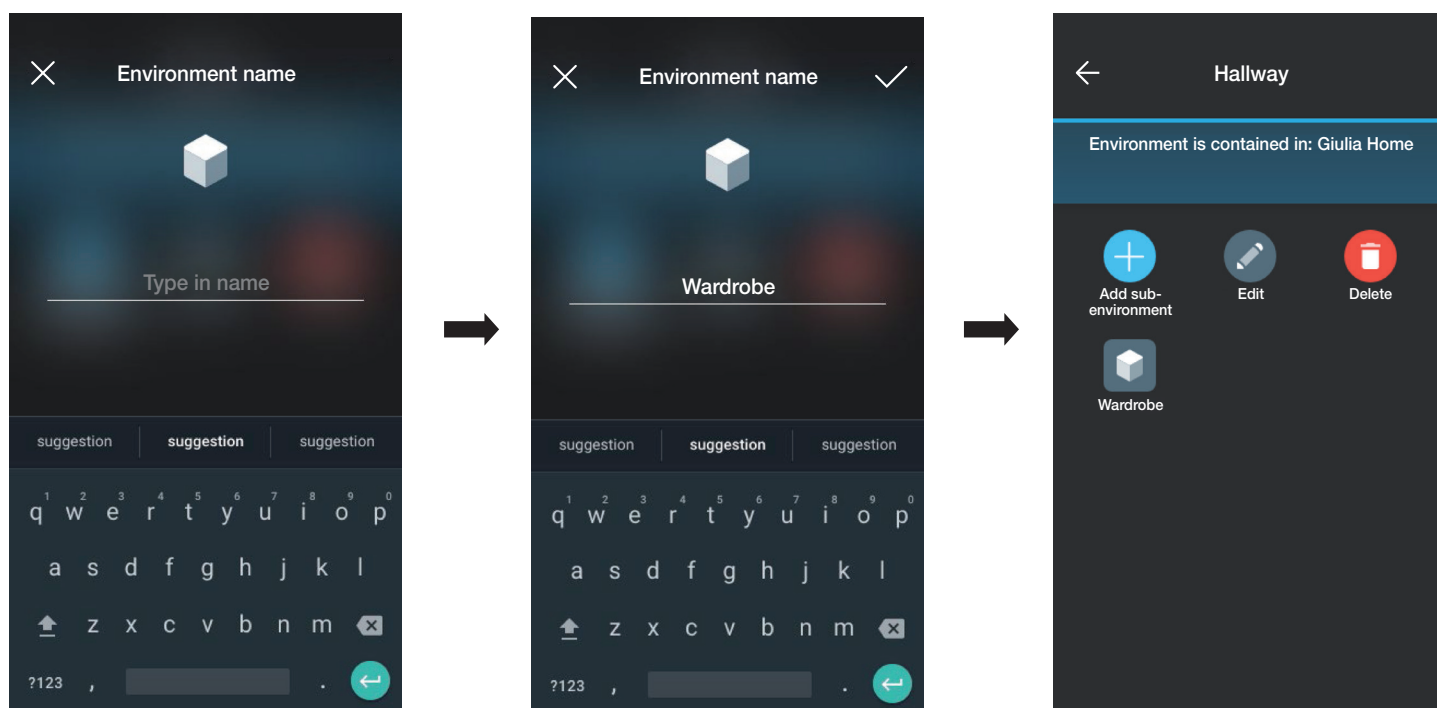 Environment name
Type in name
suggestion suggestion suggestion
1 2 3 4 5 6 7 8 9 0
q w e r t y u i o p
a s d f g h j k l
z x c v b n m
?123 , .
Environment name
Wardrobe
suggestion suggestion suggestion
1 2 3 4 5 6 7 8 9 0
q w e r t y u i o p
a s d f g h j k l
z x c v b n m
?123 , .
Hallway
Environment is contained in: Giulia Home
Add sub-
environment
Edit
Delete
Wardrobe